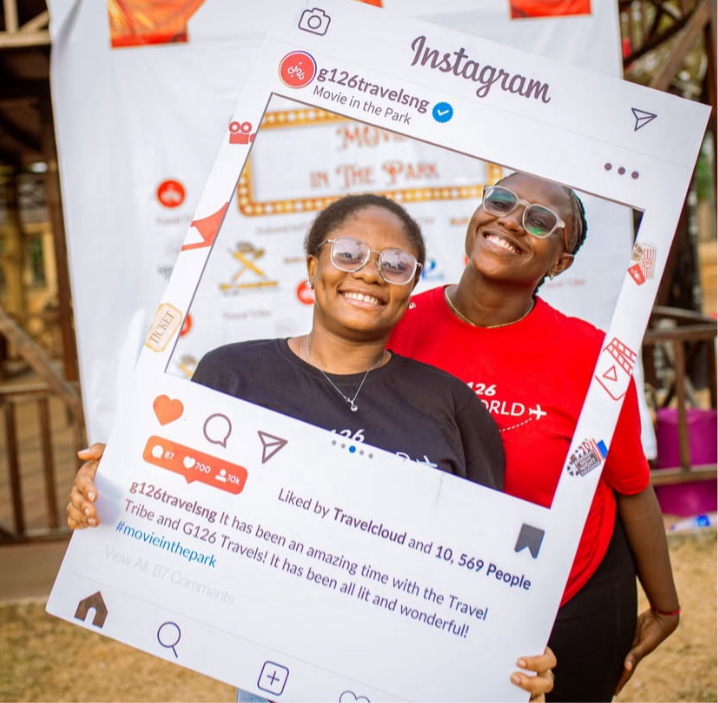 Instagram
g126travelsng
Movie in the Park
MOVIE
IN THE PARK
TICKET
126
ORLD
126
87 700 10k
Liked by Travelcloud and 10, 569 People
g126travelsng It has been an amazing time with the Travel
Tribe and G126 Travels! It has been all lit and wonderful!
#movieinthepark
View All 87 Comments